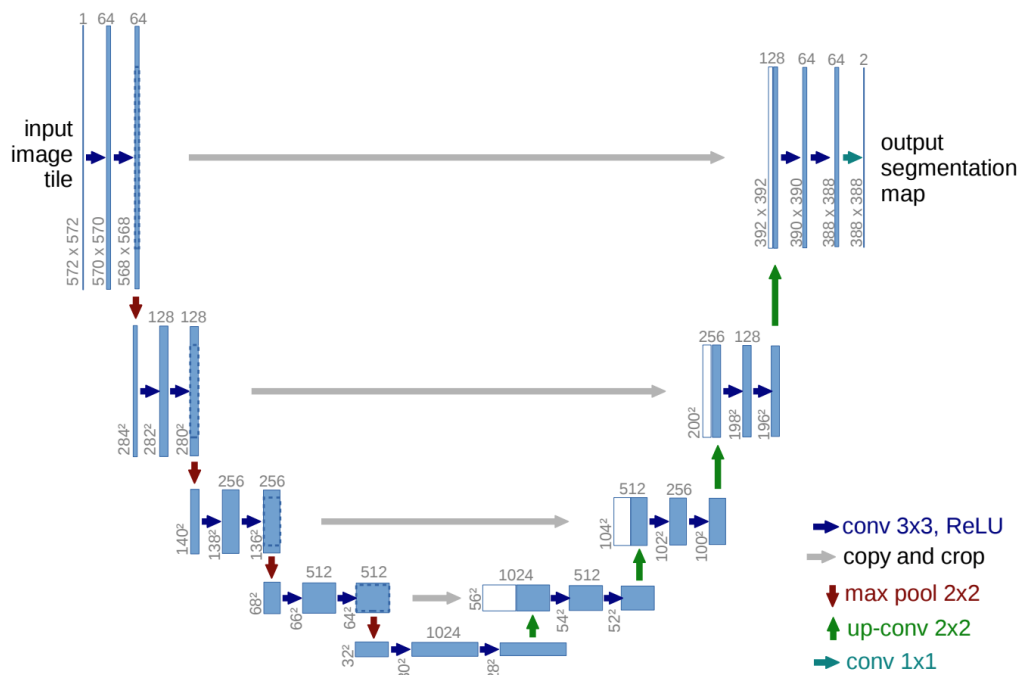 1 64 64
input
image
tile
572 x 572
570 x 570
568 x 568
128 64 64 2
output
segmentation
map
392 x 392
390 x 390
388 x 388
388 x 388
128 128
284²
282²
280²
256 128
200²
198²
196²
256 256
140²
138²
136²
512 256
104²
102²
100²
512 512
68²
66²
64²
1024 512
56²
54²
52²
1024
32²
30²
28²
conv 3x3, ReLU
copy and crop
max pool 2x2
up-conv 2x2
conv 1x1